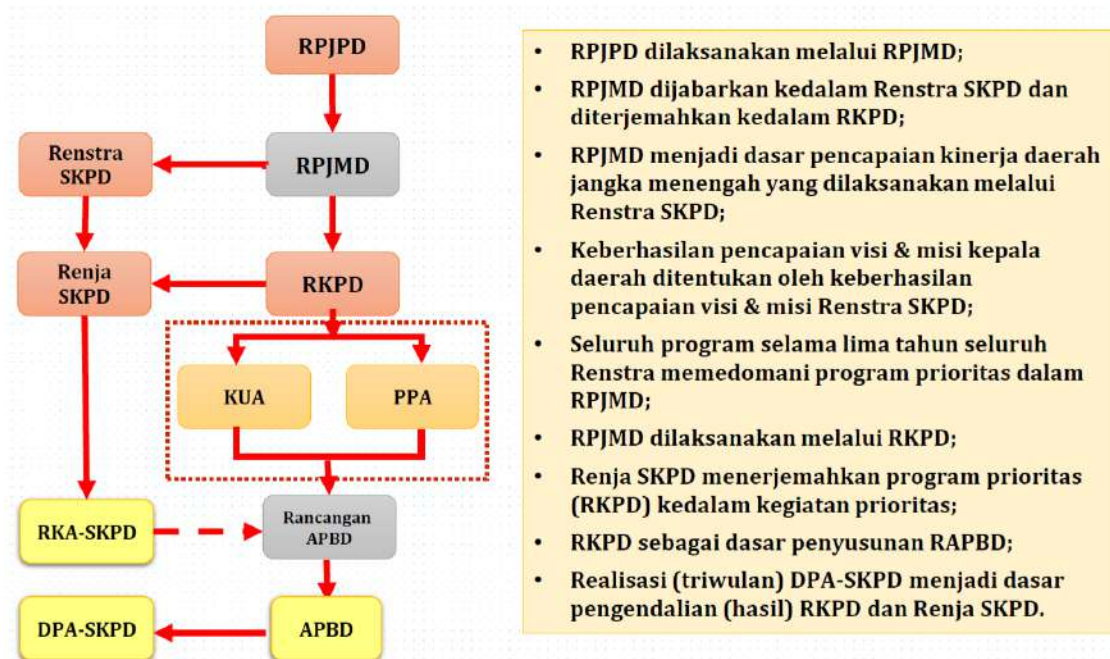 RPJPD
Renstra
SKPD
RPJMD
Renja
SKPD
RKPD
KUA
PPA
RKA-SKPD
Rancangan
APBD
DPA-SKPD
APBD
• RPJPD dilaksanakan melalui RPJMD;
• RPJMD dijabarkan kedalam Renstra SKPD dan
diterjemahkan kedalam RKPD;
• RPJMD menjadi dasar pencapaian kinerja daerah
jangka menengah yang dilaksanakan melalui
Renstra SKPD;
• Keberhasilan pencapaian visi & misi kepala
daerah ditentukan oleh keberhasilan
pencapaian visi & misi Renstra SKPD;
• Seluruh program selama lima tahun seluruh
Renstra memedomani program prioritas dalam
RPJMD;
• RPJMD dilaksanakan melalui RKPD;
• Renja SKPD menerjemahkan program prioritas
(RKPD) kedalam kegiatan prioritas;
• RKPD sebagai dasar penyusunan RAPBD;
• Realisasi (triwulan) DPA-SKPD menjadi dasar
pengendalian (hasil) RKPD dan Renja SKPD.